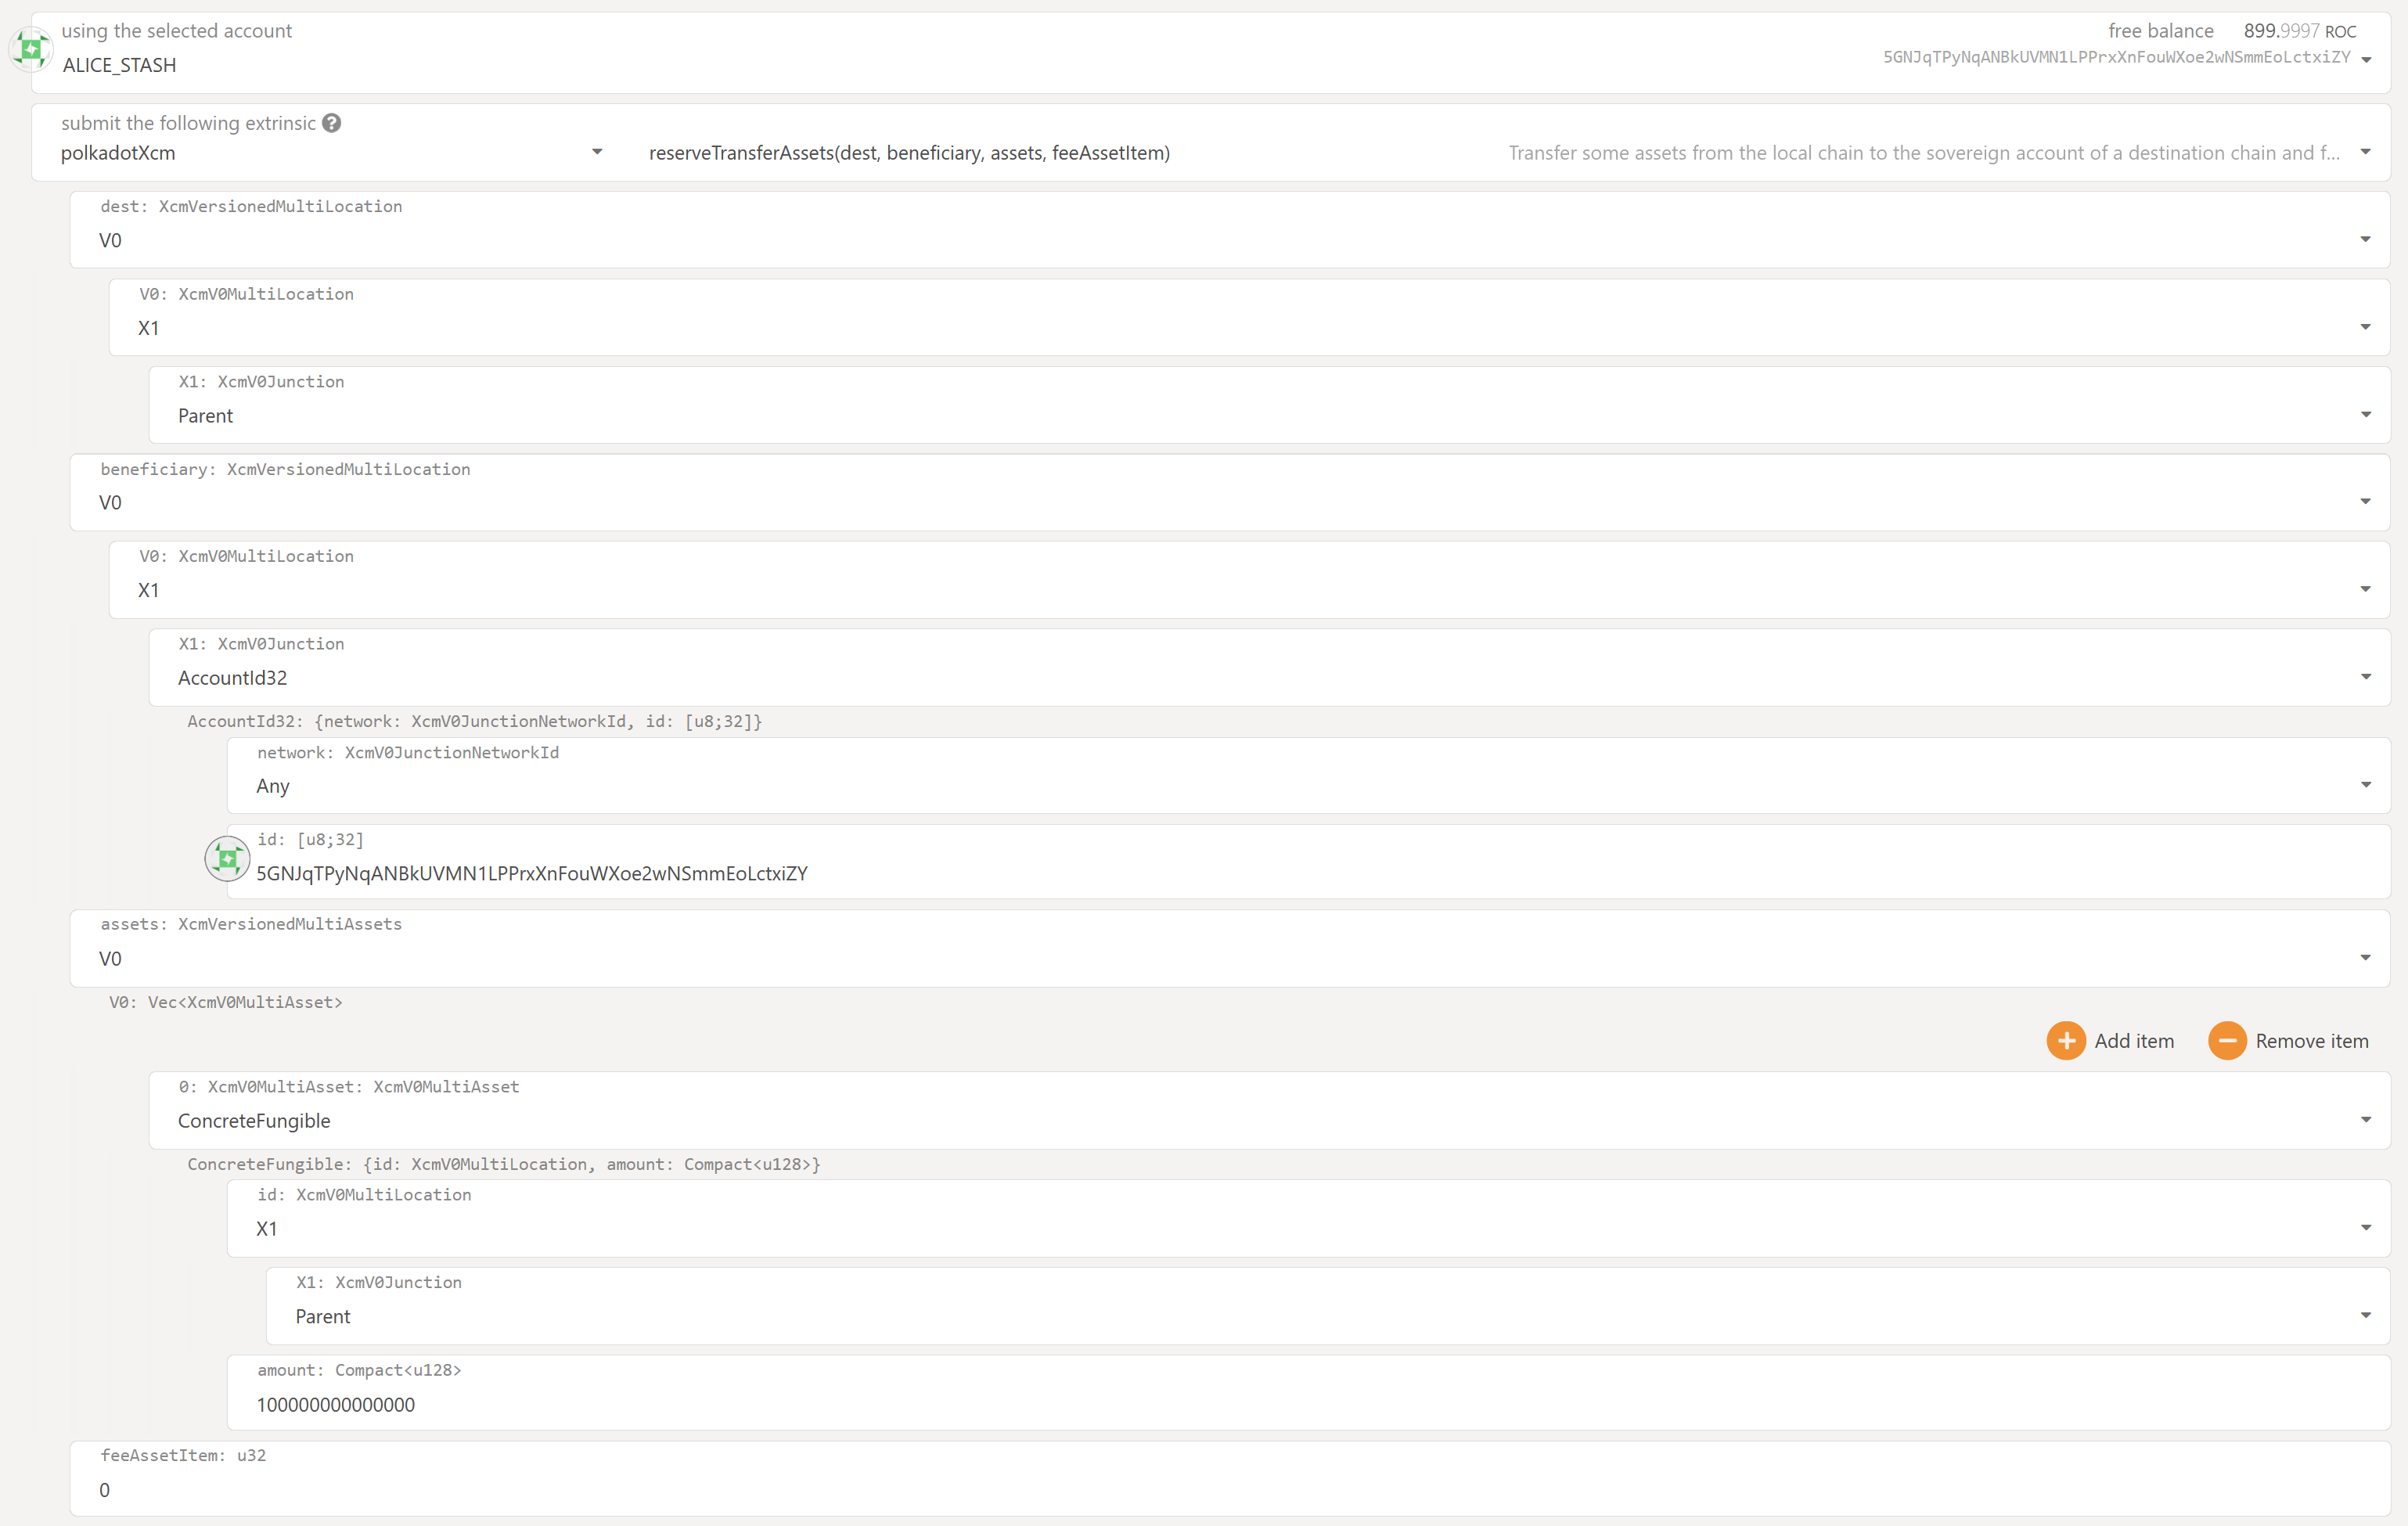 using the selected account
free balance 899.9997 ROC
ALICE_STASH
5GNJqTPyNqANBkUVMN1LPPrxXnFouWXoe2wNSmmEoLctxiZY
submit the following extrinsic ?
polkadotXcm
reserveTransferAssets(dest, beneficiary, assets, feeAssetItem)
Transfer some assets from the local chain to the sovereign account of a destination chain and f...
dest: XcmVersionedMultiLocation
V0
V0: XcmV0MultiLocation
X1
X1: XcmV0Junction
Parent
beneficiary: XcmVersionedMultiLocation
V0
V0: XcmV0MultiLocation
X1
X1: XcmV0Junction
AccountId32
AccountId32: {network: XcmV0JunctionNetworkId, id: [u8;32]}
network: XcmV0JunctionNetworkId
Any
id: [u8;32]
5GNJqTPyNqANBkUVMN1LPPrxXnFouWXoe2wNSmmEoLctxiZY
assets: XcmVersionedMultiAssets
V0
V0: Vec<XcmV0MultiAsset>
Add item
Remove item
0: XcmV0MultiAsset: XcmV0MultiAsset
ConcreteFungible
ConcreteFungible: {id: XcmV0MultiLocation, amount: Compact<u128>}
id: XcmV0MultiLocation
X1
X1: XcmV0Junction
Parent
amount: Compact<u128>
100000000000000
feeAssetItem: u32
0